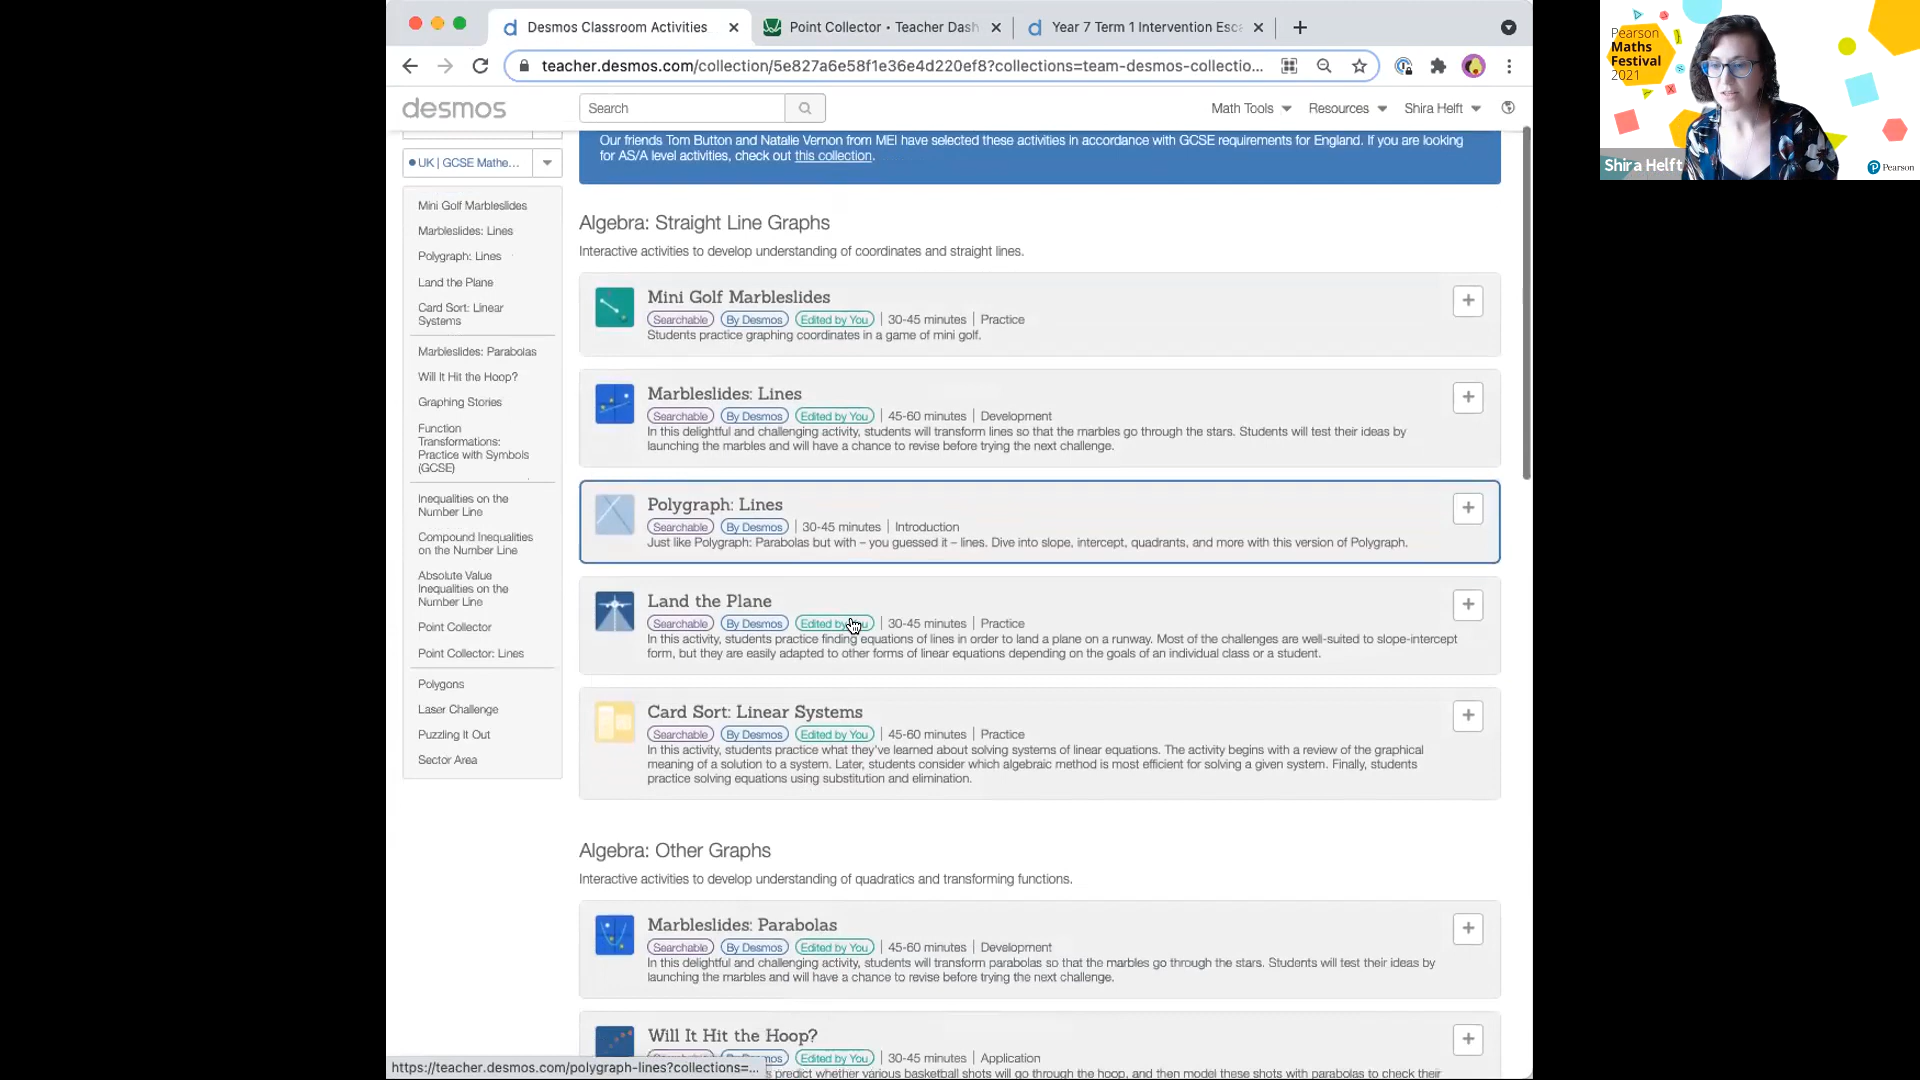 Desmos Classroom Activities
Point Collector • Teacher Dash
Year 7 Term 1 Intervention Esca
teacher.desmos.com/collection/5e827a6e58f1e36e4d220ef8?collections=team-desmos-collectio...
desmos
Search
Math Tools
Resources
Shira Helft
UK | GCSE Mathe...
Mini Golf Marbleslides
Marbleslides: Lines
Polygraph: Lines
Land the Plane
Card Sort: Linear
Systems
Marbleslides: Parabolas
Will It Hit the Hoop?
Graphing Stories
Function
Transformations:
Practice with Symbols
(GCSE)
Inequalities on the
Number Line
Compound Inequalities
on the Number Line
Absolute Value
Inequalities on the
Number Line
Point Collector
Point Collector: Lines
Polygons
Laser Challenge
Puzzling It Out
Sector Area
Our friends Tom Button and Natalie Vernon from MEI have selected these activities in accordance with GCSE requirements for England. If you are looking
for AS/A level activities, check out this collection.
Algebra: Straight Line Graphs
Interactive activities to develop understanding of coordinates and straight lines.
Mini Golf Marbleslides
Searchable By Desmos Edited by You | 30-45 minutes | Practice
Students practice graphing coordinates in a game of mini golf.
Marbleslides: Lines
Searchable By Desmos Edited by You | 45-60 minutes | Development
In this delightful and challenging activity, students will transform lines so that the marbles go through the stars. Students will test their ideas by
launching the marbles and will have a chance to revise before trying the next challenge.
Polygraph: Lines
Searchable By Desmos | 30-45 minutes | Introduction
Just like Polygraph: Parabolas but with – you guessed it – lines. Dive into slope, intercept, quadrants, and more with this version of Polygraph.
Land the Plane
Searchable By Desmos Edited by You | 30-45 minutes | Practice
In this activity, students practice finding equations of lines in order to land a plane on a runway. Most of the challenges are well-suited to slope-intercept
form, but they are easily adapted to other forms of linear equations depending on the goals of an individual class or a student.
Card Sort: Linear Systems
Searchable By Desmos Edited by You | 45-60 minutes | Practice
In this activity, students practice what they've learned about solving systems of linear equations. The activity begins with a review of the graphical
meaning of a solution to a system. Later, students consider which algebraic method is most efficient for solving a given system. Finally, students
practice solving equations using substitution and elimination.
Algebra: Other Graphs
Interactive activities to develop understanding of quadratics and transforming functions.
Marbleslides: Parabolas
Searchable By Desmos Edited by You | 45-60 minutes | Development
In this delightful and challenging activity, students will transform parabolas so that the marbles go through the stars. Students will test their ideas by
launching the marbles and will have a chance to revise before trying the next challenge.
Will It Hit the Hoop?
Edited by You | 30-45 minutes | Application
predict whether various basketball shots will go through the hoop, and then model these shots with parabolas to check their
https://teacher.desmos.com/polygraph-lines?collections=...
Pearson
Maths
Festival
2021
Shira Helft
Pearson